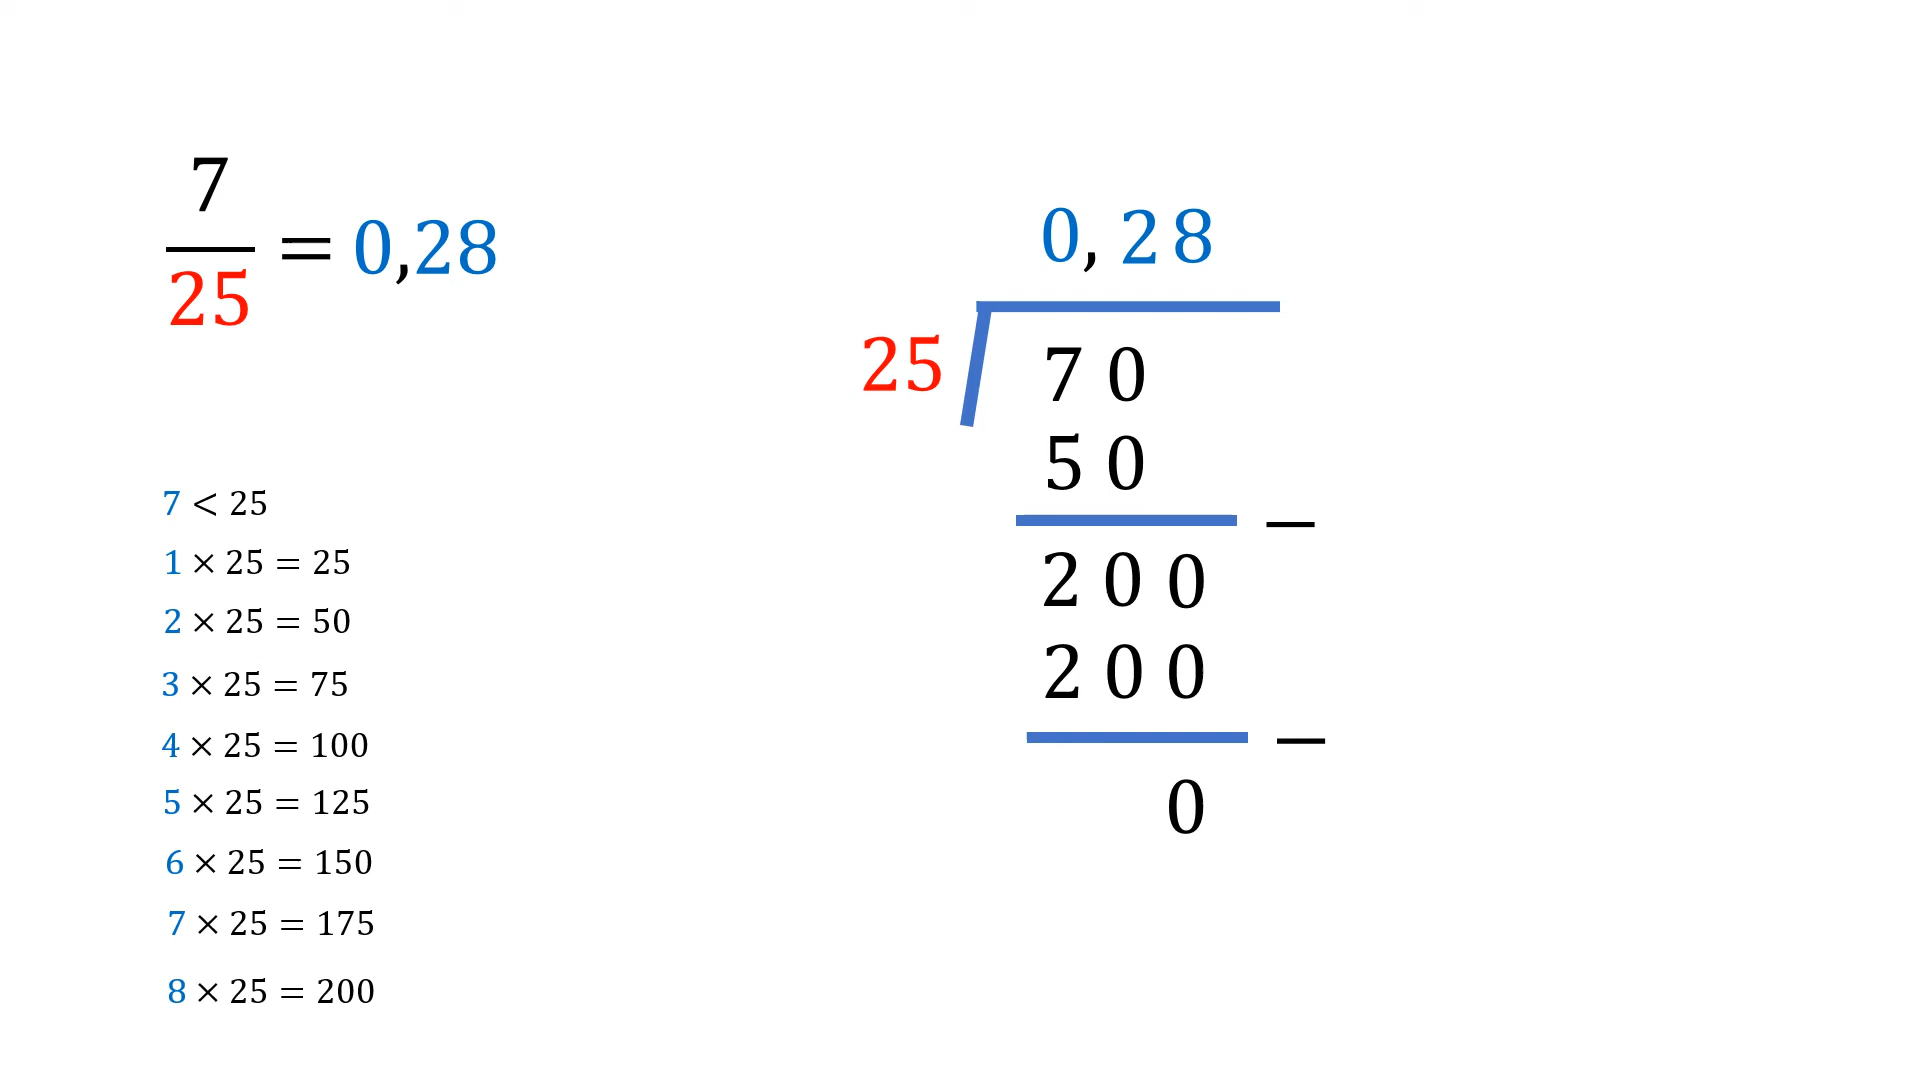 7
25
= 0,28
7 < 25
1 × 25 = 25
2 × 25 = 50
3 × 25 = 75
4 × 25 = 100
5 × 25 = 125
6 × 25 = 150
7 × 25 = 175
8 × 25 = 200
0, 2 8
25
7 0
5 0
−
2 0 0
2 0 0
−
0